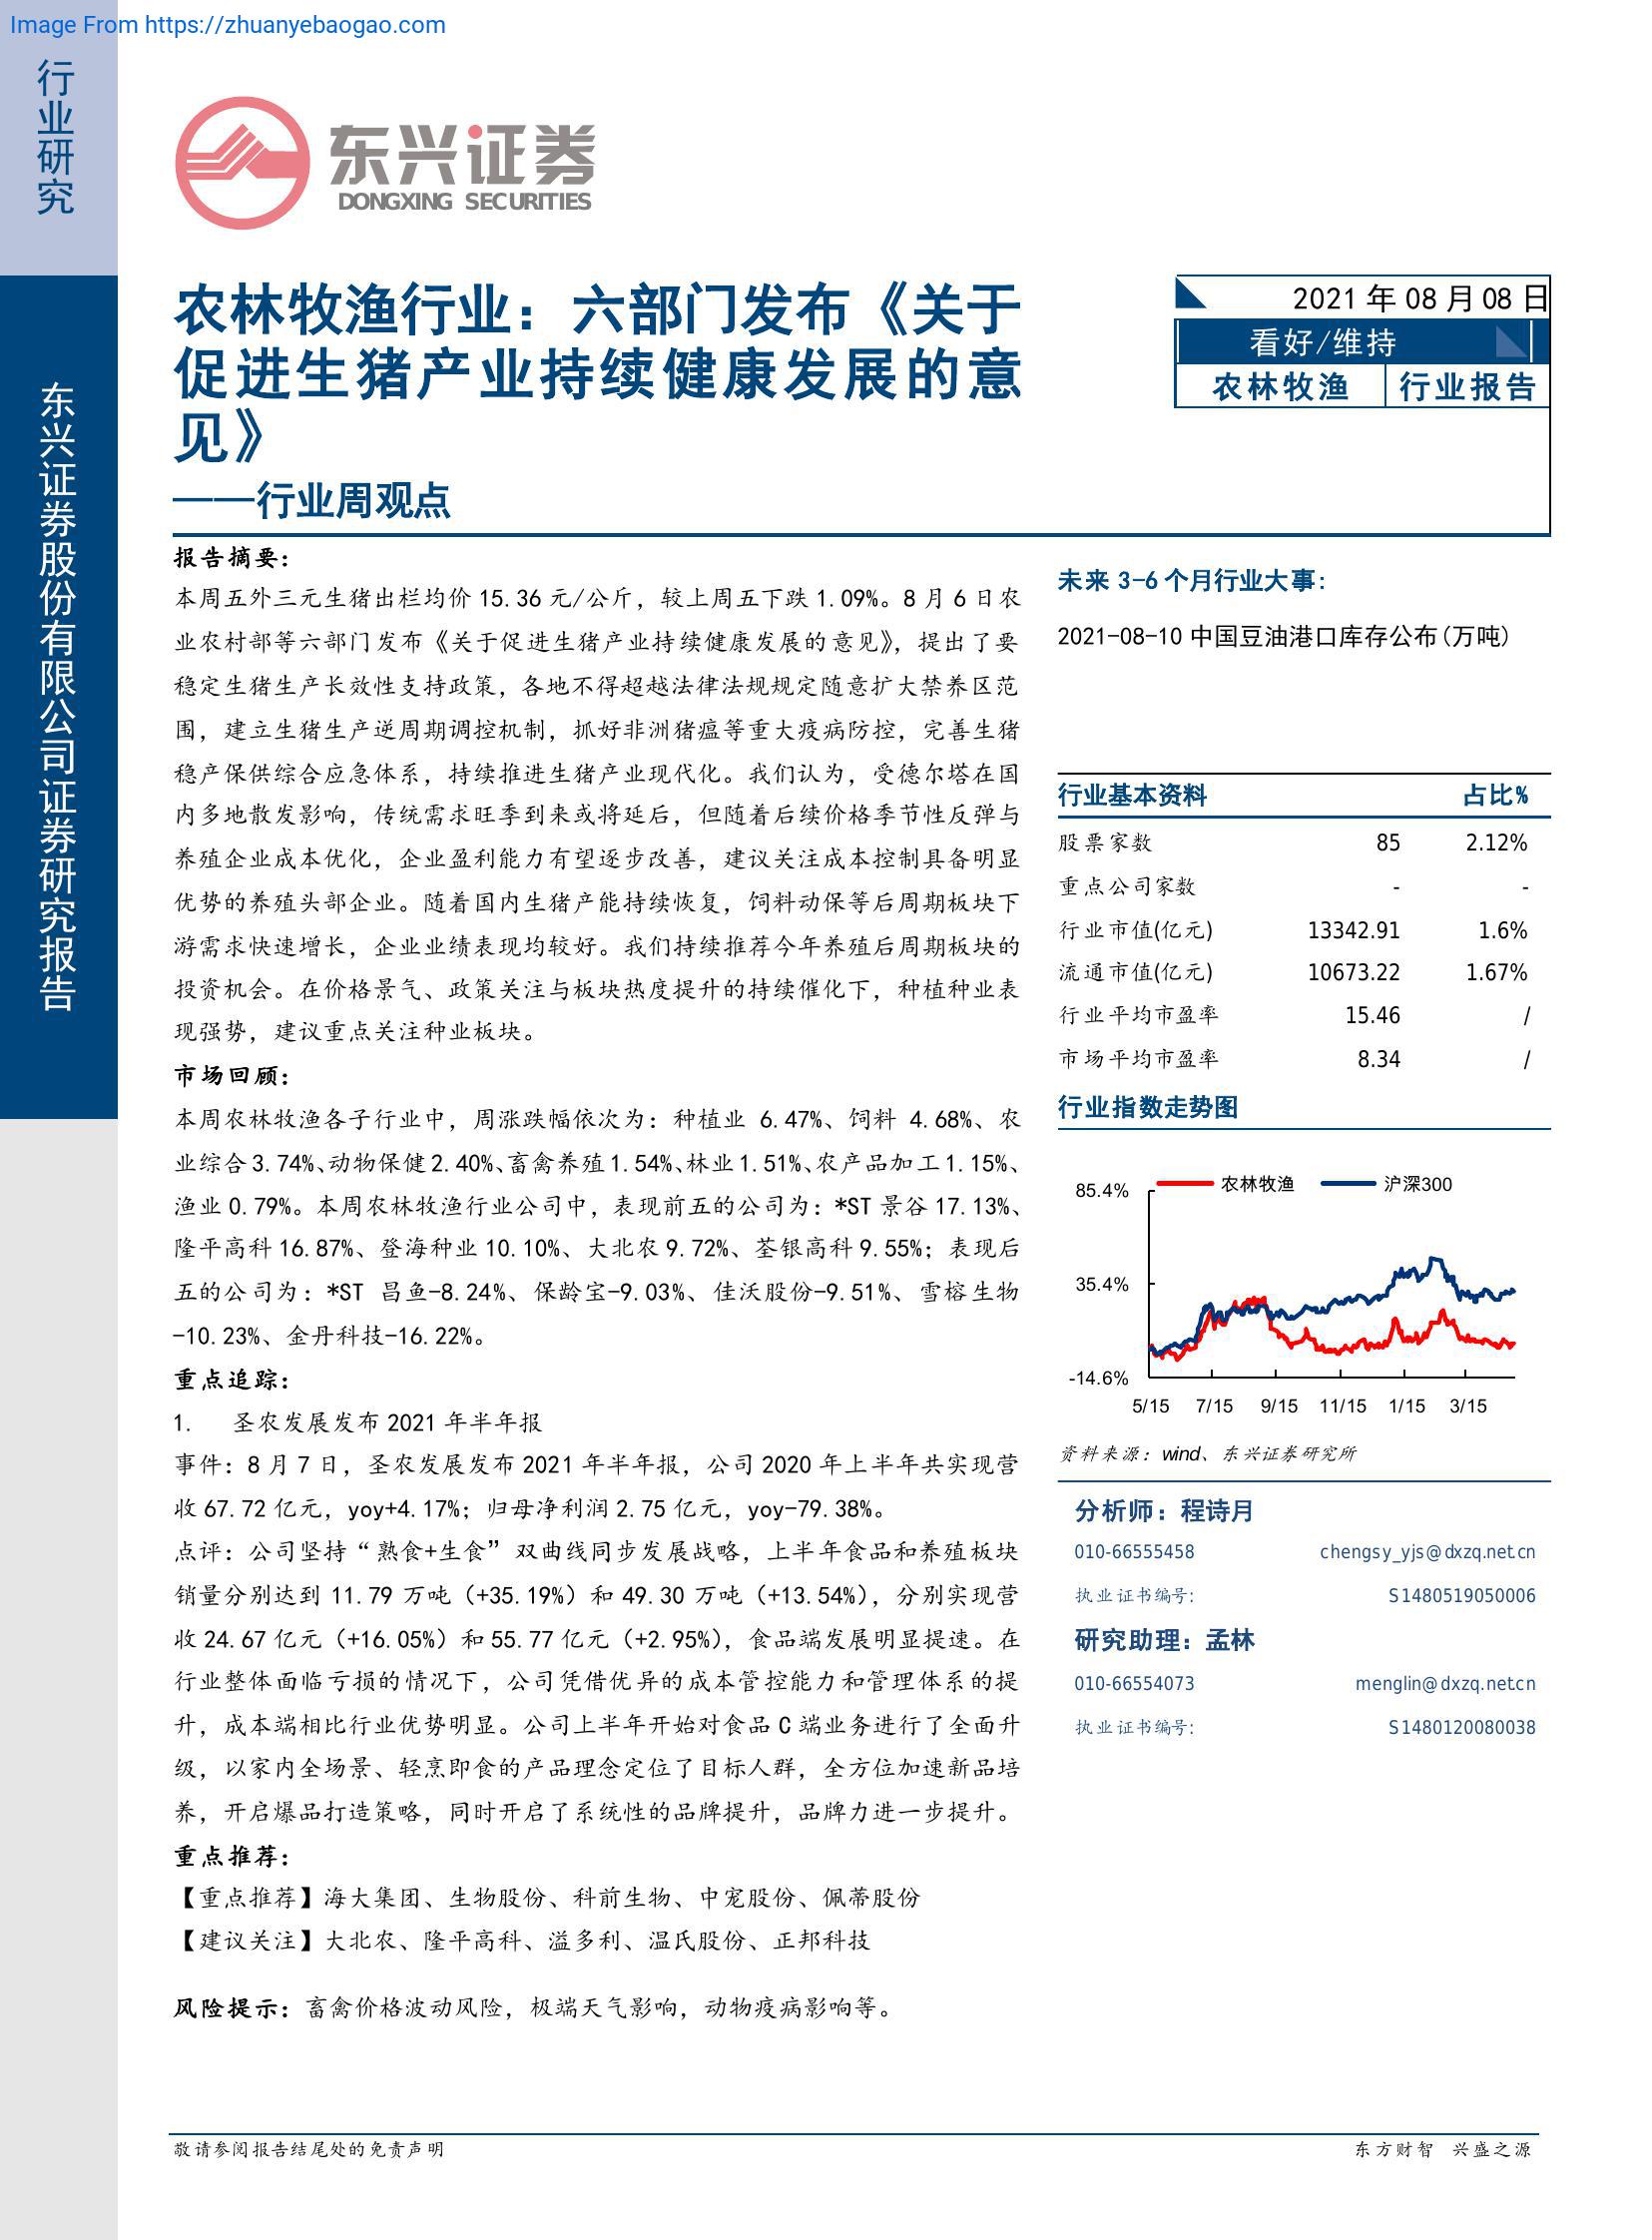 Image From https://zhuanyebaogao.com
行业研究
东兴证券股份有限公司证券研究报告
东兴证券
DONGXING SECURITIES
农林牧渔行业：六部门发布《关于
促进生猪产业持续健康发展的意
见》
——行业周观点
2021 年 08 月 08 日
看好/维持
农林牧渔 行业报告
报告摘要：
本周五外三元生猪出栏均价 15.36 元/公斤，较上周五下跌 1.09%。8 月 6 日农
业农村部等六部门发布《关于促进生猪产业持续健康发展的意见》，提出了要
稳定生猪生产长效性支持政策，各地不得超越法律法规规定随意扩大禁养区范
围，建立生猪生产逆周期调控机制，抓好非洲猪瘟等重大疫病防控，完善生猪
稳产保供综合应急体系，持续推进生猪产业现代化。我们认为，受德尔塔在国
内多地散发影响，传统需求旺季到来或将延后，但随着后续价格季节性反弹与
养殖企业成本优化，企业盈利能力有望逐步改善，建议关注成本控制具备明显
优势的养殖头部企业。随着国内生猪产能持续恢复，饲料动保等后周期板块下
游需求快速增长，企业业绩表现均较好。我们持续推荐今年养殖后周期板块的
投资机会。在价格景气、政策关注与板块热度提升的持续催化下，种植种业表
现强势，建议重点关注种业板块。
市场回顾：
本周农林牧渔各子行业中，周涨跌幅依次为：种植业 6.47%、饲料 4.68%、农
业综合 3.74%、动物保健 2.40%、畜禽养殖 1.54%、林业 1.51%、农产品加工 1.15%、
渔业 0.79%。本周农林牧渔行业公司中，表现前五的公司为：*ST 景谷 17.13%、
隆平高科 16.87%、登海种业 10.10%、大北农 9.72%、荃银高科 9.55%；表现后
五的公司为：*ST 昌鱼-8.24%、保龄宝-9.03%、佳沃股份-9.51%、雪榕生物
-10.23%、金丹科技-16.22%。
重点追踪：
1. 圣农发展发布 2021 年半年报
事件：8 月 7 日，圣农发展发布 2021 年半年报，公司 2020 年上半年共实现营
收 67.72 亿元，yoy+4.17%；归母净利润 2.75 亿元，yoy-79.38%。
点评：公司坚持“熟食+生食”双曲线同步发展战略，上半年食品和养殖板块
销量分别达到 11.79 万吨（+35.19%）和 49.30 万吨（+13.54%），分别实现营
收 24.67 亿元（+16.05%）和 55.77 亿元（+2.95%），食品端发展明显提速。在
行业整体面临亏损的情况下，公司凭借优异的成本管控能力和管理体系的提
升，成本端相比行业优势明显。公司上半年开始对食品 C 端业务进行了全面升
级，以家内全场景、轻烹即食的产品理念定位了目标人群，全方位加速新品培
养，开启爆品打造策略，同时开启了系统性的品牌提升，品牌力进一步提升。
重点推荐：
【重点推荐】海大集团、生物股份、科前生物、中宠股份、佩蒂股份
【建议关注】大北农、隆平高科、溢多利、温氏股份、正邦科技
风险提示：畜禽价格波动风险，极端天气影响，动物疫病影响等。
未来 3-6 个月行业大事：
2021-08-10 中国豆油港口库存公布(万吨)
行业基本资料 占比%
股票家数 85 2.12%
重点公司家数 - -
行业市值(亿元) 13342.91 1.6%
流通市值(亿元) 10673.22 1.67%
行业平均市盈率 15.46 /
市场平均市盈率 8.34 /
行业指数走势图
农林牧渔 沪深300
85.4%
35.4%
-14.6%
5/15 7/15 9/15 11/15 1/15 3/15
资料来源：wind、东兴证券研究所
分析师：程诗月
010-66555458 chengsy_yjs@dxzq.net.cn
执业证书编号: S1480519050006
研究助理：孟林
010-66554073 menglin@dxzq.net.cn
执业证书编号: S1480120080038
敬请参阅报告结尾处的免责声明
东方财智 兴盛之源